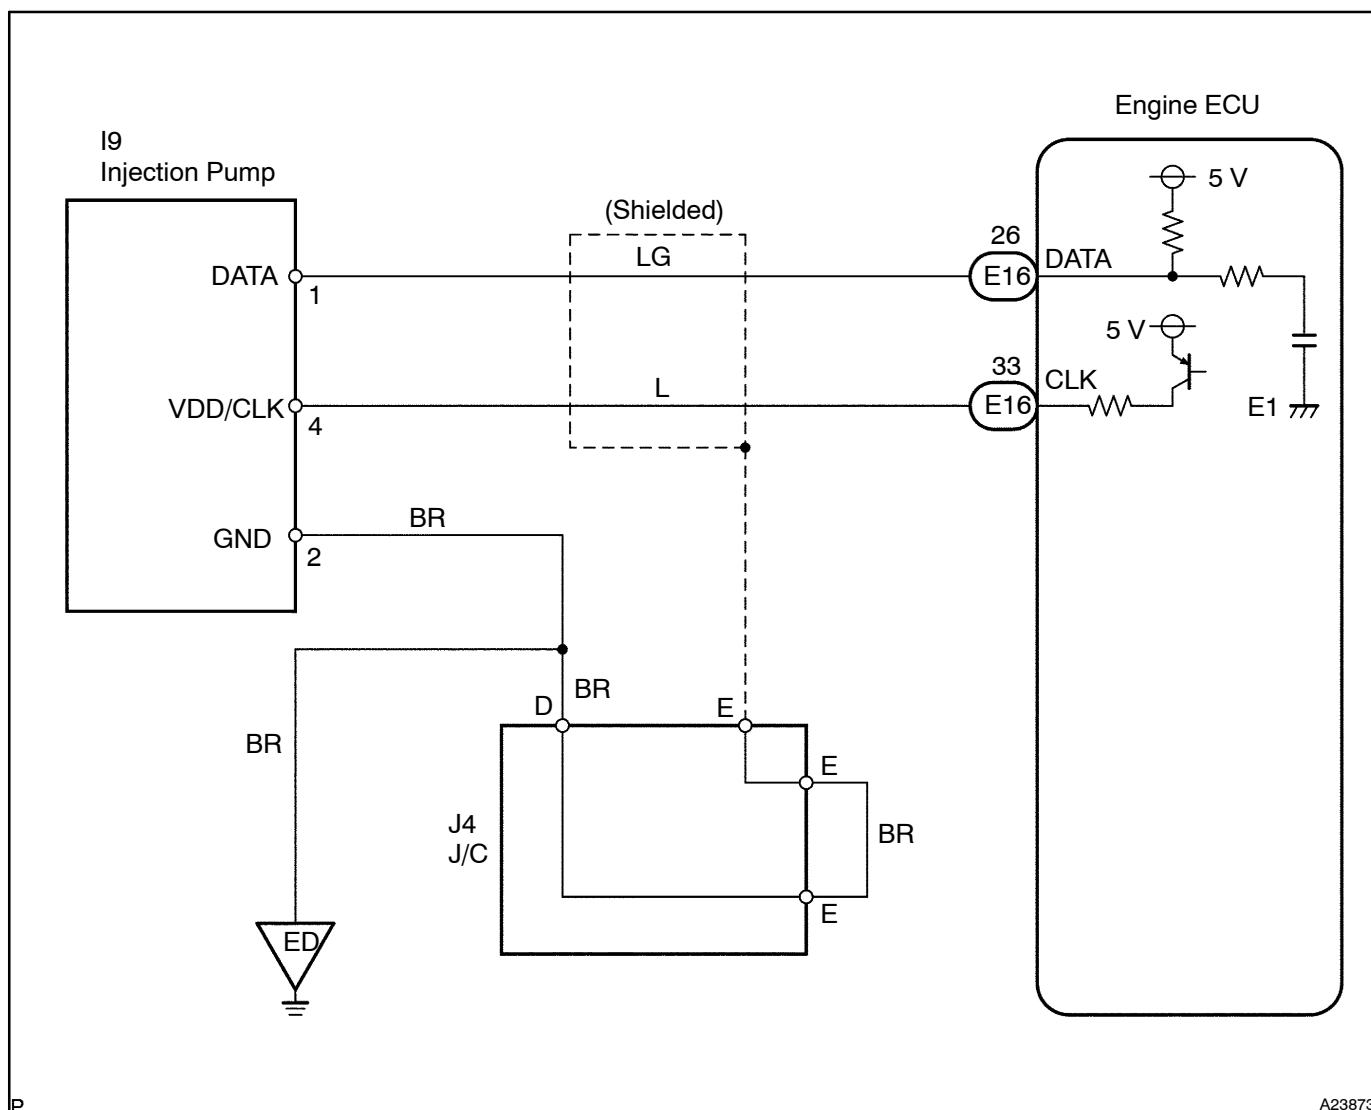 Engine ECU
I9
Injection Pump
5 V
(Shielded)
26
LG
DATA
DATA
E16
1
5 V
33
L
CLK
VDD/CLK
E16
E1
4
BR
GND
2
BR
D
E
BR
E
J4
BR
J/C
E
ED
P
A23873